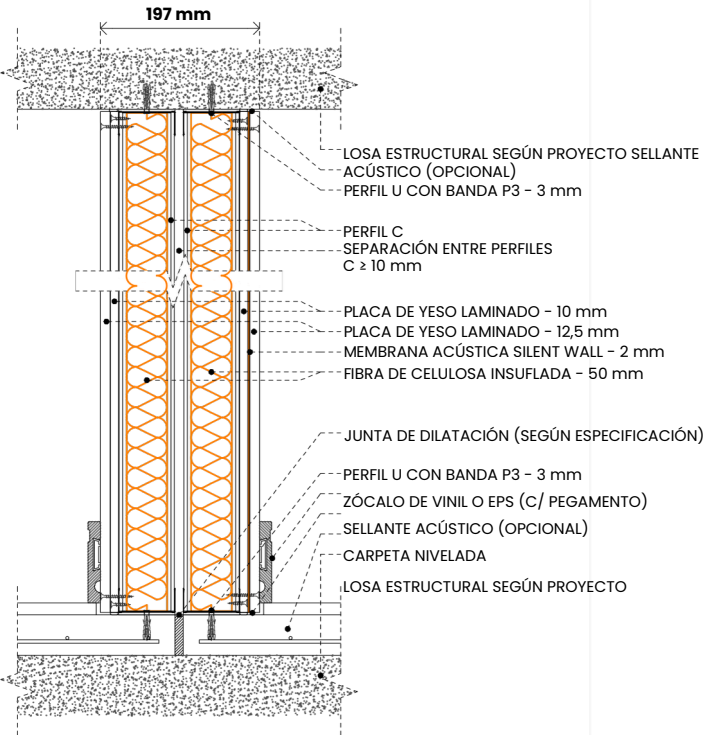 197 mm
LOSA ESTRUCTURAL SEGÚN PROYECTO SELLANTE
ACÚSTICO (OPCIONAL)
PERFIL U CON BANDA P3 - 3 mm
PERFIL C
SEPARACIÓN ENTRE PERFILES
C ≥ 10 mm
PLACA DE YESO LAMINADO - 10 mm
PLACA DE YESO LAMINADO - 12,5 mm
MEMBRANA ACÚSTICA SILENT WALL - 2 mm
FIBRA DE CELULOSA INSUFLADA - 50 mm
JUNTA DE DILATACIÓN (SEGÚN ESPECIFICACIÓN)
PERFIL U CON BANDA P3 - 3 mm
ZÓCALO DE VINIL O EPS (C/ PEGAMENTO)
SELLANTE ACÚSTICO (OPCIONAL)
CARPETA NIVELADA
LOSA ESTRUCTURAL SEGÚN PROYECTO